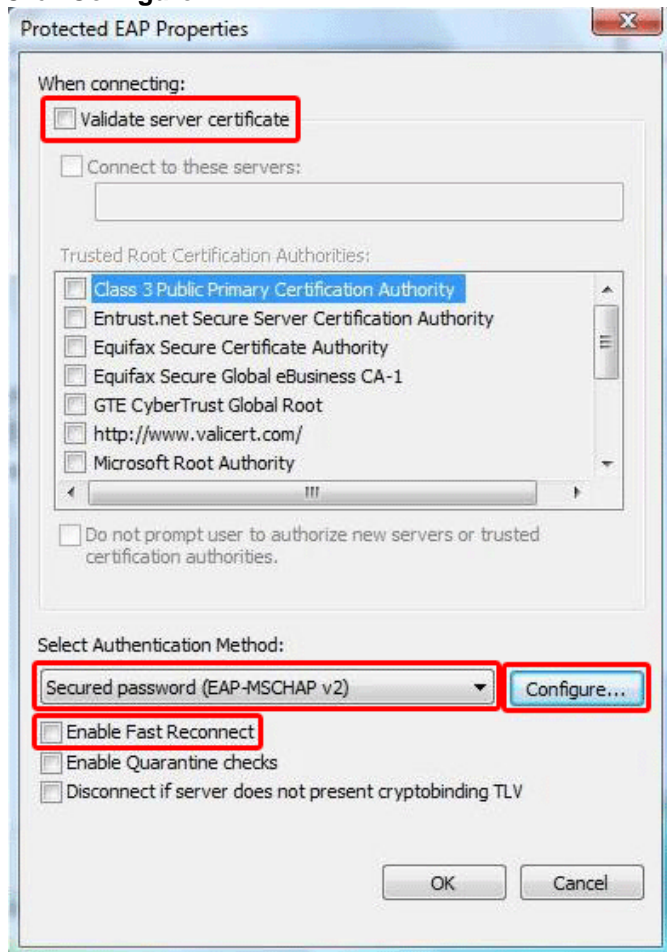 Protected EAP Properties
When connecting:
Validate server certificate
Connect to these servers:
Trusted Root Certification Authorities:
Class 3 Public Primary Certification Authority
Entrust.net Secure Server Certification Authority
Equifax Secure Certificate Authority
Equifax Secure Global eBusiness CA-1
GTE CyberTrust Global Root
http://www.valicert.com/
Microsoft Root Authority
Do not prompt user to authorize new servers or trusted
certification authorities.
Select Authentication Method:
Secured password (EAP-MSCHAP v2)
Configure...
Enable Fast Reconnect
Enable Quarantine checks
Disconnect if server does not present cryptobinding TLV
OK
Cancel